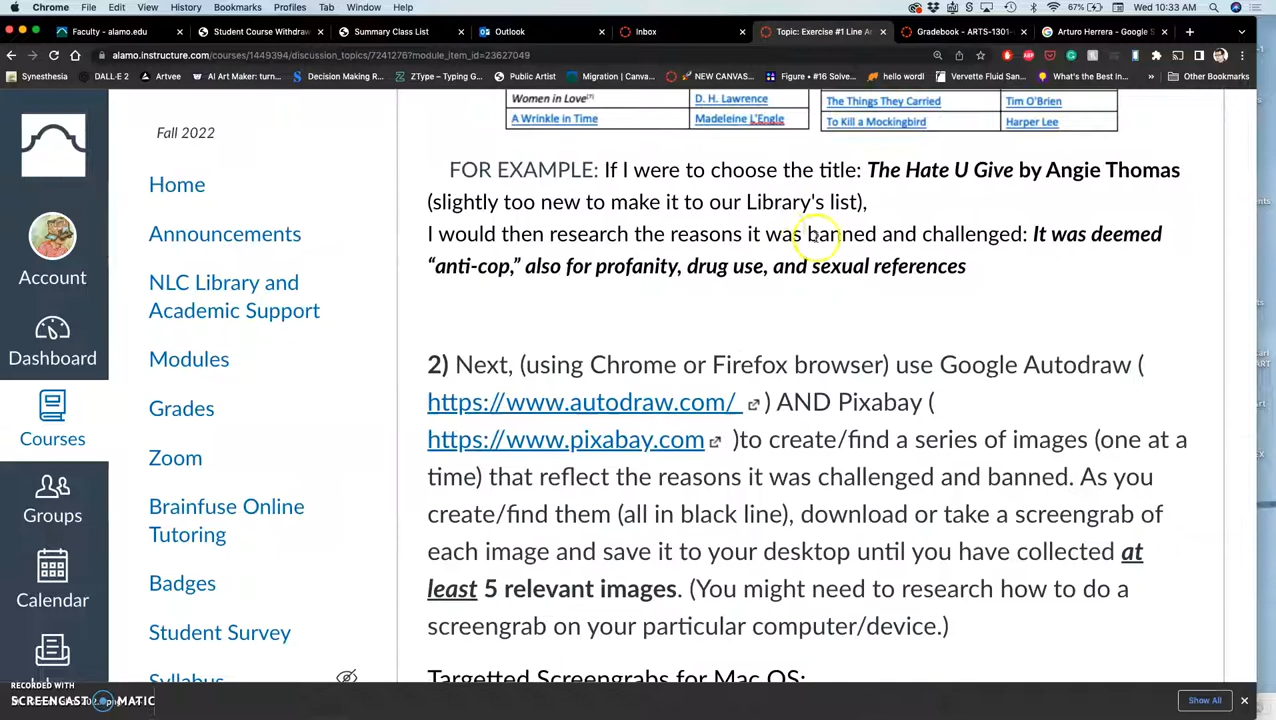 Chrome File Edit View History Bookmarks Profiles Tab Window Help 67% Wed 10:33 AM
Faculty - alamo.edu
Student Course Withdraw
Summary Class List
Outlook
Inbox
Topic: Exercise #1 Line Ar
Gradebook - ARTS-1301-
Arturo Herrera - Google S
alamo.instructure.com/courses/1449394/discussion_topics/7241276?module_item_id=23627049
Synesthesia
DALL·E 2
Artvee
AI Art Maker: turn...
Decision Making R...
ZType – Typing G...
Public Artist
Migration | Canva...
NEW CANVAS...
Figure • #16 Solve...
hello wordl
Vervette Fluid San...
What's the Best In...
Other Bookmarks
Women in Love[7] D. H. Lawrence
The Things They Carried Tim O'Brien
A Wrinkle in Time Madeleine L'Engle
To Kill a Mockingbird Harper Lee
Fall 2022
Home
Announcements
NLC Library and
Academic Support
Modules
Grades
Zoom
Brainfuse Online
Tutoring
Badges
Student Survey
Syllabus
Account
Dashboard
Courses
Groups
Calendar
FOR EXAMPLE: If I were to choose the title: The Hate U Give by Angie Thomas
(slightly too new to make it to our Library's list),
I would then research the reasons it was banned and challenged: It was deemed
“anti-cop,” also for profanity, drug use, and sexual references
2) Next, (using Chrome or Firefox browser) use Google Autodraw (
https://www.autodraw.com/ ) AND Pixabay (
https://www.pixabay.com )to create/find a series of images (one at a
time) that reflect the reasons it was challenged and banned. As you
create/find them (all in black line), download or take a screengrab of
each image and save it to your desktop until you have collected at
least 5 relevant images. (You might need to research how to do a
screengrab on your particular computer/device.)
Targetted Screengrabs for Mac OS:
RECORDED WITH
SCREENCAST MATIC
Show All